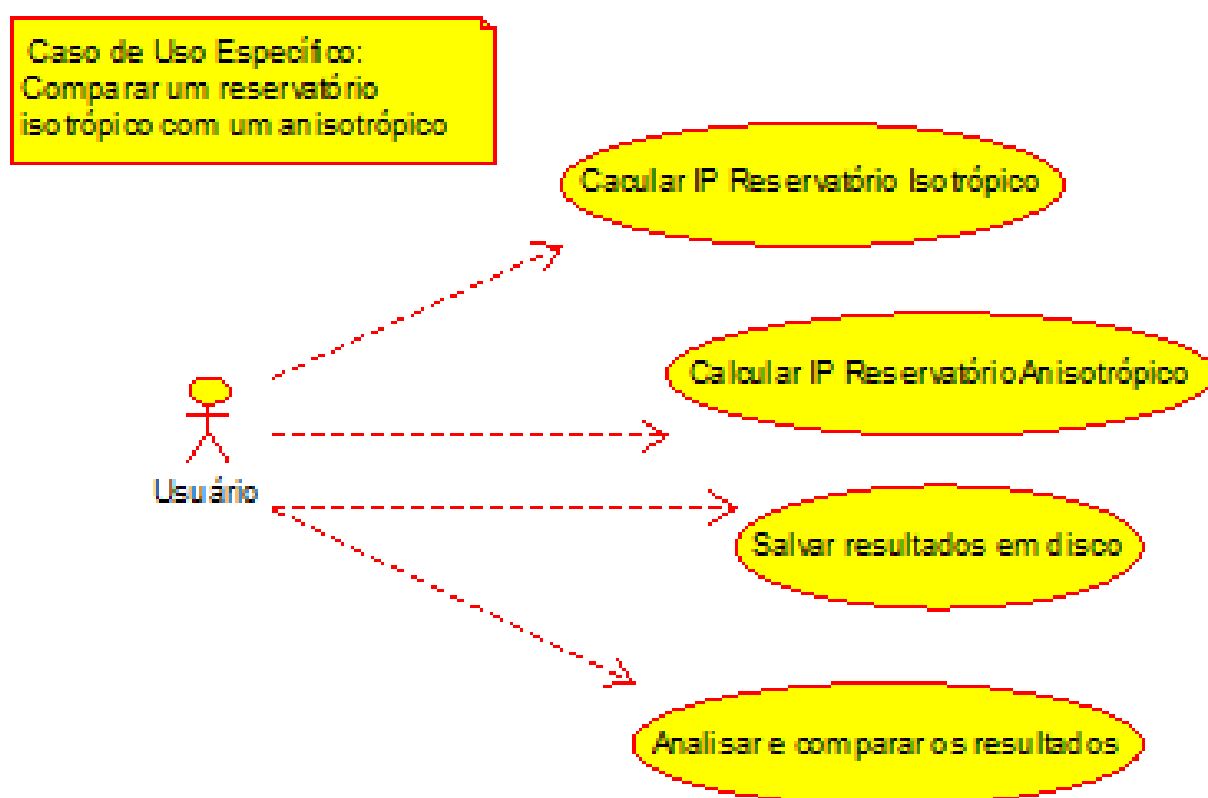 Caso de Uso Específico:
Comparar um reservatório
isotrópico com um anisotrópico
Cacular IP Reservatório Isotrópico
Calcular IP Reservatório Anisotrópico
Usuário
Salvar resultados em disco
Analisar e comparar os resultados